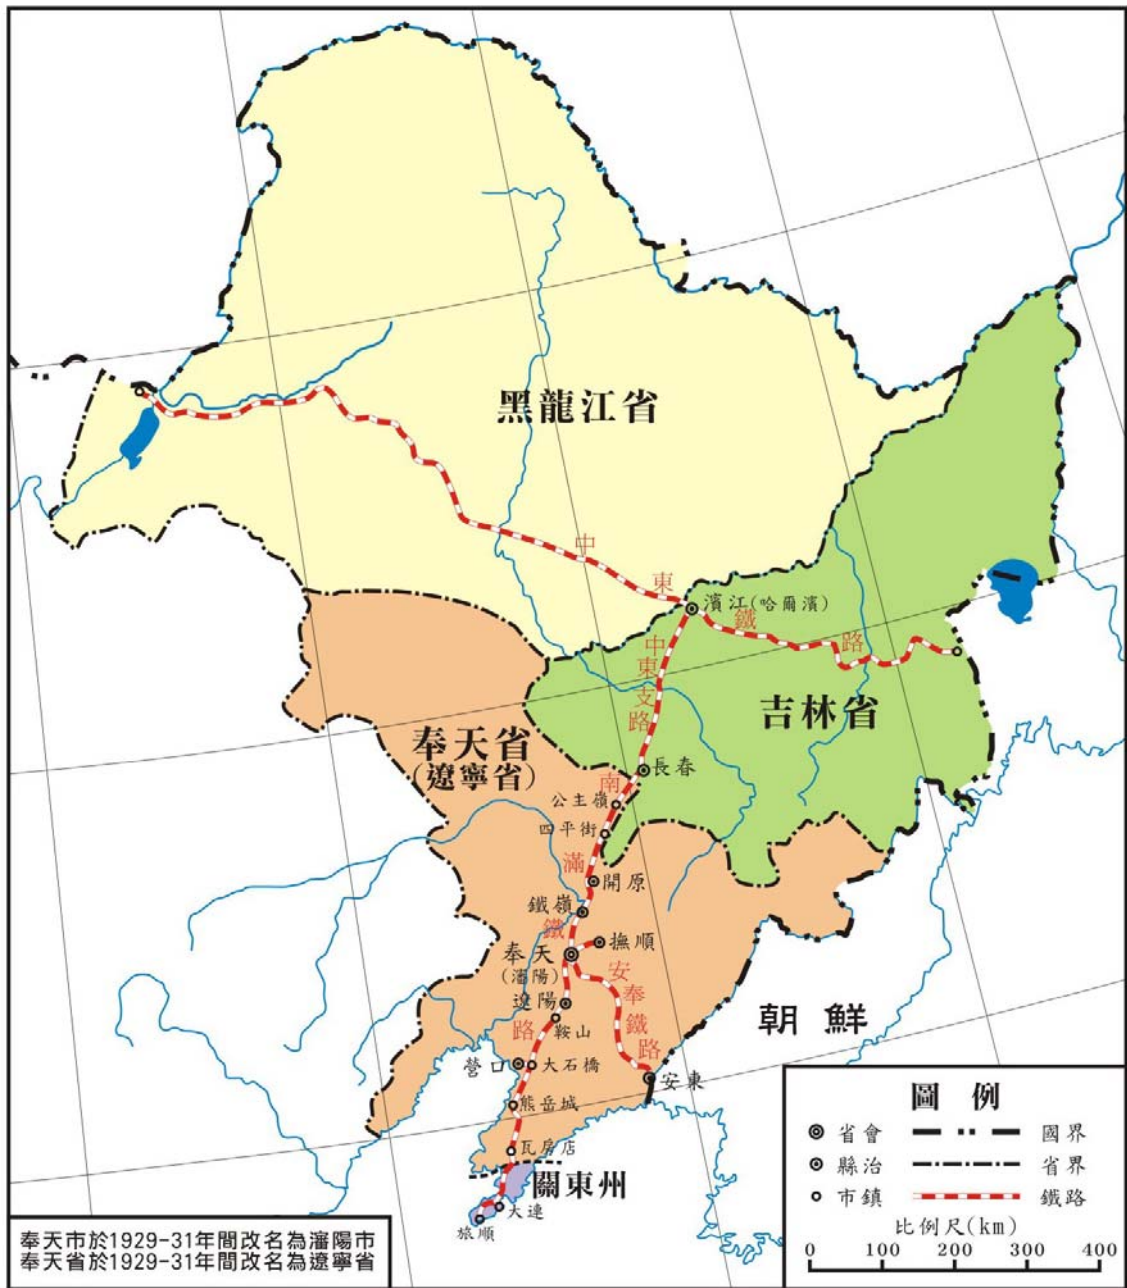 黑龍江省
中
東
濱江(哈爾濱)
鐵
路
中
東
支
路
吉林省
奉天省
(遼寧省)
長春
南
公主嶺
四平街
滿
開原
鐵嶺
鐵
撫順
奉天
(瀋陽)
安
奉
鐵
路
遼陽
路
鞍山
朝鮮
營口
大石橋
安東
熊岳城
瓦房店
關東州
大連
旅順
圖例
省會
國界
縣治
省界
市鎮
鐵路
比例尺(km)
0 100 200 300 400
奉天市於1929-31年間改名為瀋陽市
奉天省於1929-31年間改名為遼寧省